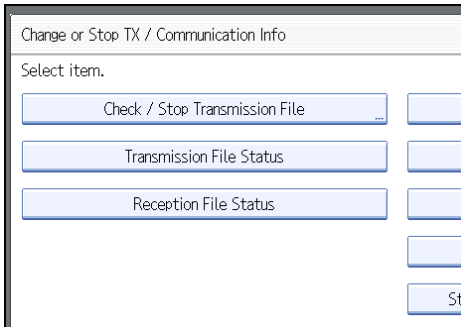 Change or Stop TX / Communication Info
Select item.
Check / Stop Transmission File
Transmission File Status
Reception File Status